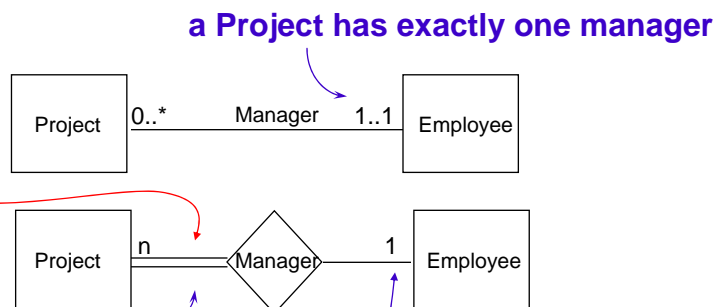 a Project has exactly one manager
Project 0..* Manager 1..1 Employee
Project n Manager 1 Employee